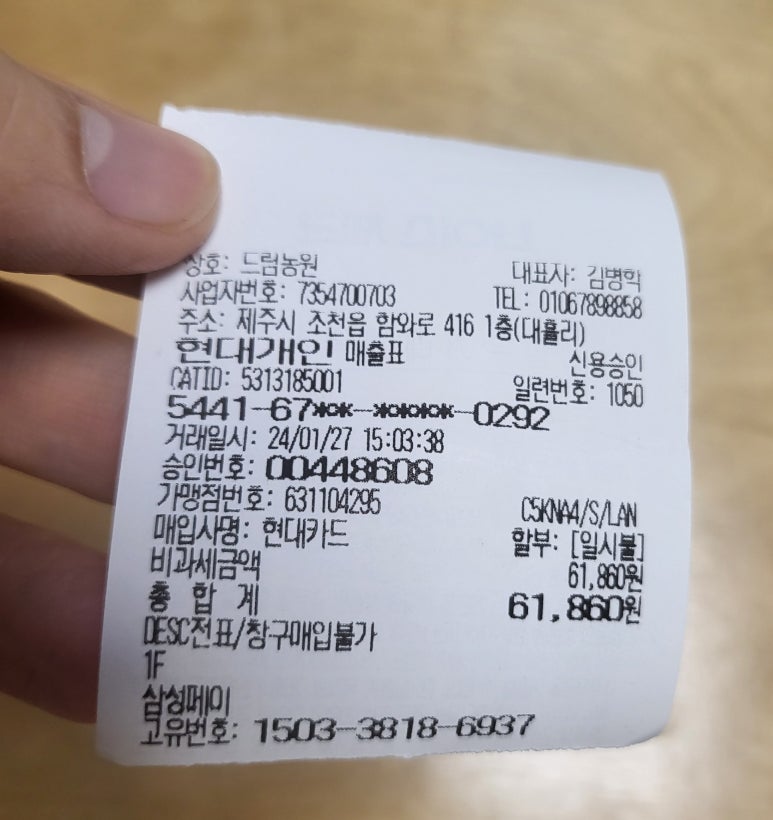 상호: 드림농원 대표자: 김병학
사업자번호: 7354700703 TEL: 01067898858
주소: 제주시 조천읍 함와로 416 1층(대흘리)
현대개인 매출표 신용승인
CATID: 5313185001 일련번호: 1050
5441-67**-****-0292
거래일시: 24/01/27 15:03:38
승인번호: 00448608
가맹점번호: 631104295 C5KNA4/S/LAN
매입사명: 현대카드 할부: [일시불]
비과세금액 61,860원
총 합 계 61,860원
DESC전표/창구매입불가
1F
삼성페이
고유번호: 1503-3818-6937